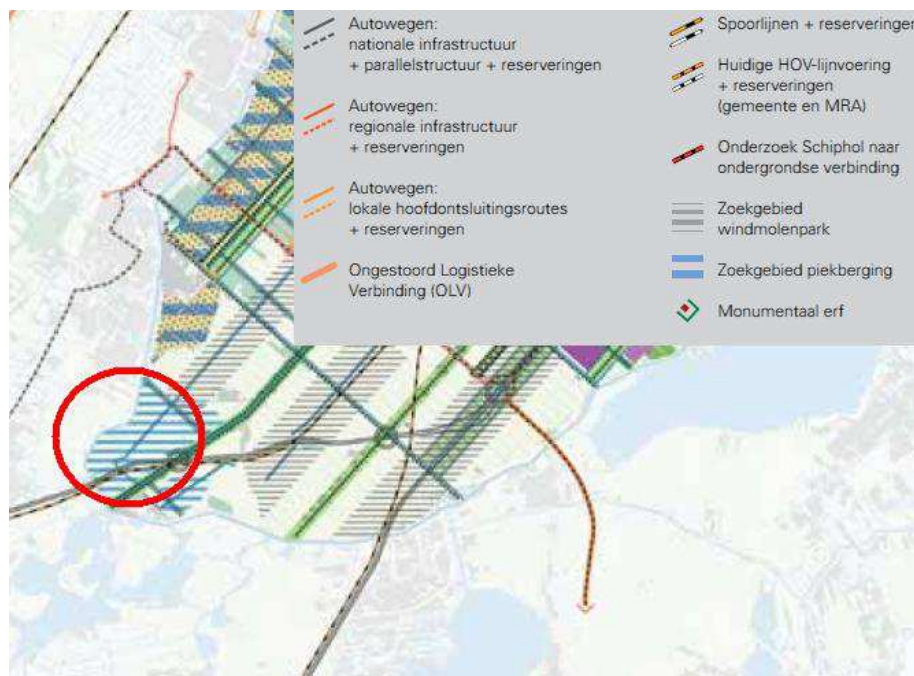 Autowegen:
nationale infrastructuur
+ parallelstructuur + reserveringen
Autowegen:
regionale infrastructuur
+ reserveringen
Autowegen:
lokale hoofdontsluitingsroutes
+ reserveringen
Ongestoord Logistieke
Verbinding (OLV)
Spoorlijnen + reserveringen
Huidige HOV-lijnvoering
+ reserveringen
(gemeente en MRA)
Onderzoek Schiphol naar
ondergrondse verbinding
Zoekgebied
windmolenpark
Zoekgebied piekberging
Monumentaal erf